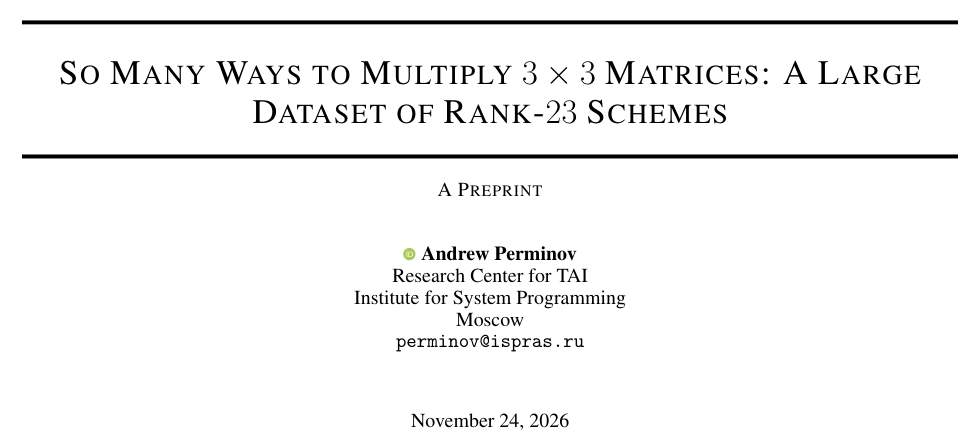 SO MANY WAYS TO MULTIPLY 3 × 3 MATRICES: A LARGE
DATASET OF RANK-23 SCHEMES
A PREPRINT
Andrew Perminov
Research Center for TAI
Institute for System Programming
Moscow
perminov@ispras.ru
November 24, 2026